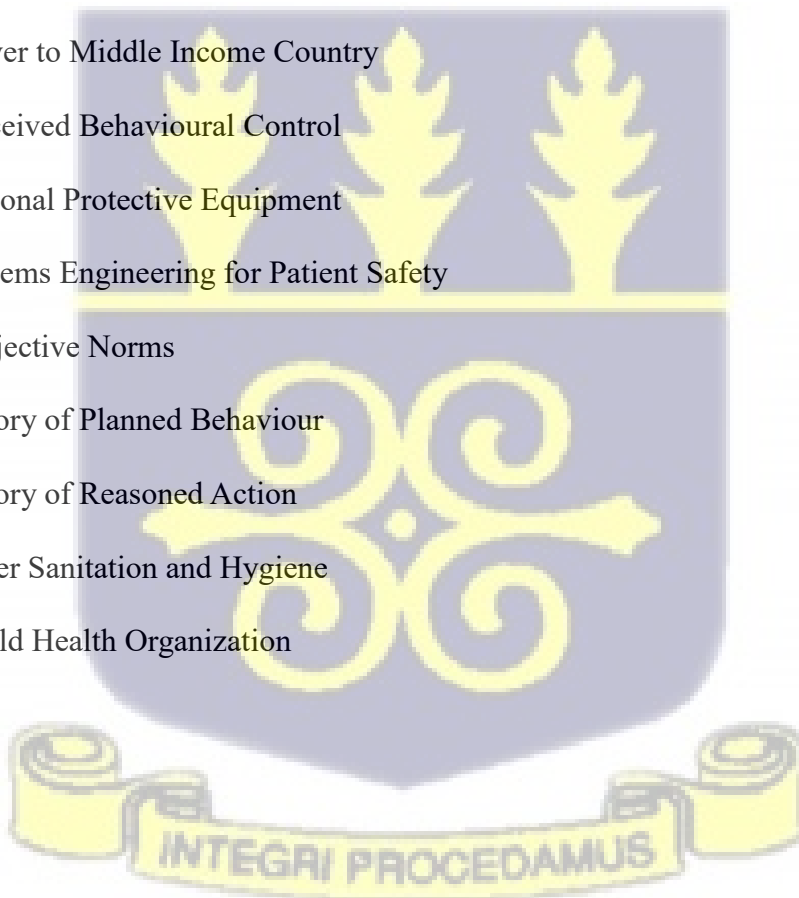 er to Middle Income Country
eived Behavioural Control
onal Protective Equipment
ems Engineering for Patient Safety
jective Norms
ory of Planned Behaviour
ory of Reasoned Action
er Sanitation and Hygiene
ld Health Organization
INTEGRI PROCEDAMUS